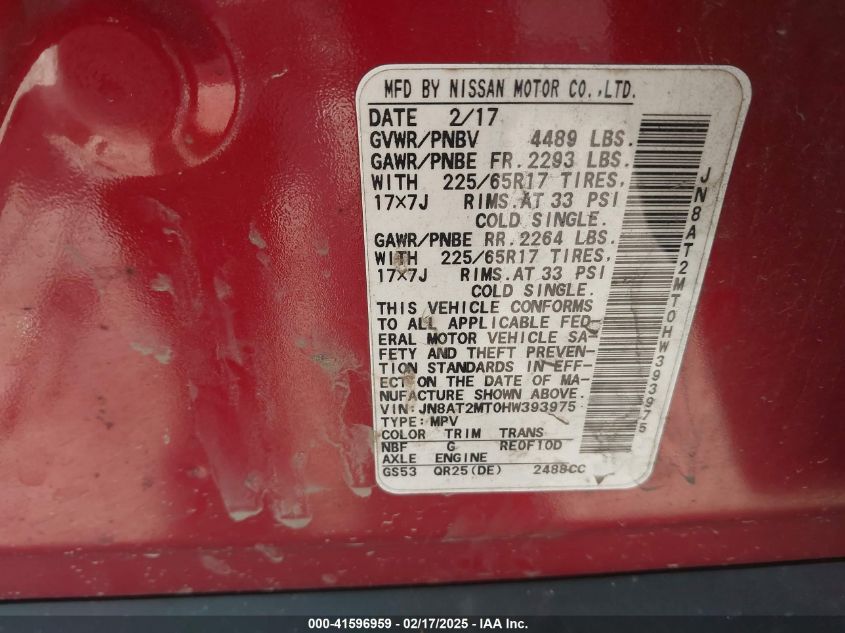 MFD BY NISSAN MOTOR CO.,LTD.
DATE 2/17
GVWR/PNBV 4489 LBS.
GAWR/PNBE FR. 2293 LBS.
WITH 225/65R17 TIRES,
17×7J RIMS.AT 33 PSI
COLD SINGLE.
GAWR/PNBE RR. 2264 LBS.
WITH 225/65R17 TIRES,
17×7J RIMS.AT 33 PSI
COLD SINGLE.
THIS VEHICLE CONFORMS
TO ALL APPLICABLE FED-
ERAL MOTOR VEHICLE SA-
FETY AND THEFT PREVEN-
TION STANDARDS IN EFF-
ECT ON THE DATE OF MA-
NUFACTURE SHOWN ABOVE.
VIN: JN8AT2MT0HW393975
TYPE: MPV
COLOR TRIM TRANS
NBF G RE0F10D
AXLE ENGINE
GS53 QR25(DE) 2488CC
JN8AT2MT0HW393975
000-41596959 — 02/17/2025 — IAA Inc.